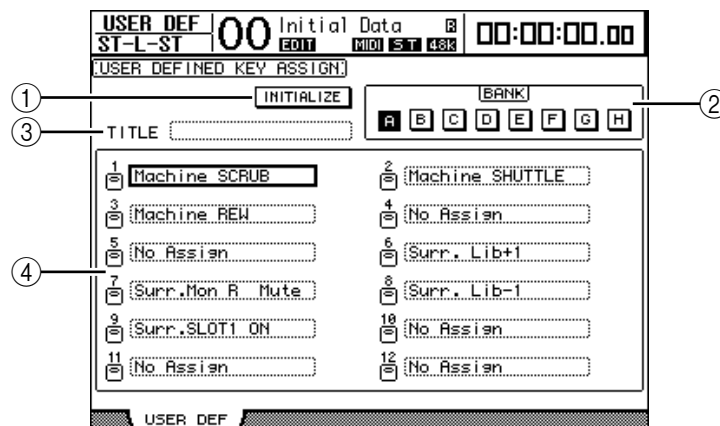 USER DEF 00 Initial Data R 00:00:00.00
ST-L-ST EDIT MIDI ST 48k
USER DEFINED KEY ASSIGN
1 INITIALIZE BANK 2
3 TITLE A B C D E F G H
1 Machine SCRUB 2 Machine SHUTTLE
3 Machine REW 4 No Assign
5 No Assign 6 Surr. Lib+1
4
7 Surr.Mon R Mute 8 Surr. Lib-1
9 Surr.SLOT1 ON 10 No Assign
11 No Assign 12 No Assign
USER DEF